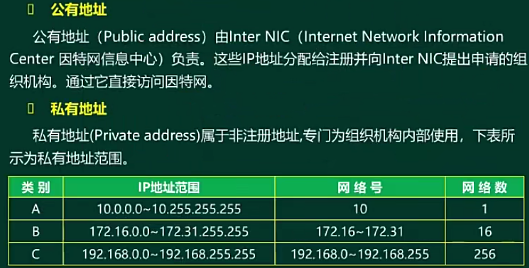 公有地址
公有地址（Public address）由Inter NIC（Internet Network Information
Center 因特网信息中心）负责。这些IP地址分配给注册并向Inter NIC提出申请的组
织机构。通过它直接访问因特网。
私有地址
私有地址(Private address)属于非注册地址,专门为组织机构内部使用，下表所
示为私有地址范围。
类 别 IP地址范围 网 络 号 网 络 数
A 10.0.0.0~10.255.255.255 10 1
B 172.16.0.0~172.31.255.255 172.16~172.31 16
C 192.168.0.0~192.168.255.255 192.168.0~192.168.255 256